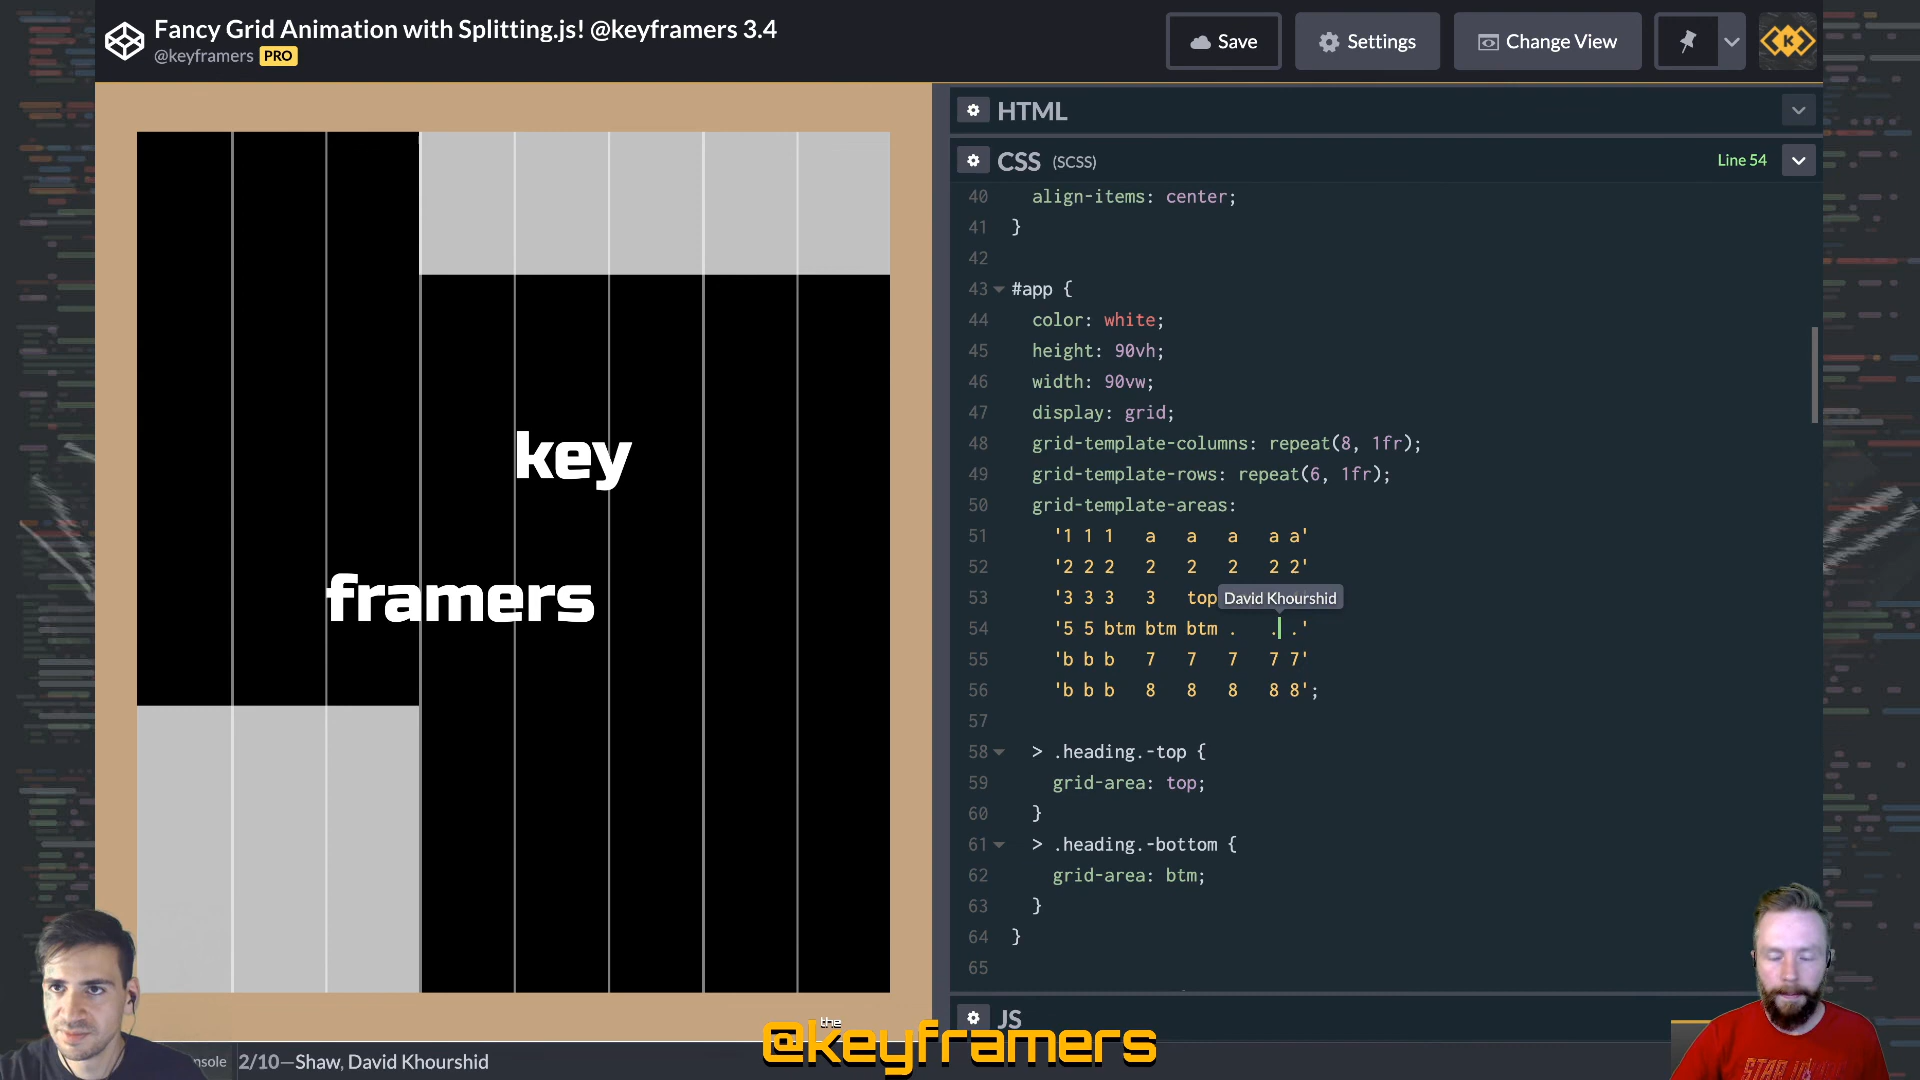 Fancy Grid Animation with Splitting.js! @keyframers 3.4
@keyframers PRO
Save
Settings
Change View
K
HTML
CSS (SCSS)
Line 54
40 align-items: center;
41 }
42
43 #app {
44 color: white;
45 height: 90vh;
46 width: 90vw;
47 display: grid;
48 grid-template-columns: repeat(8, 1fr);
49 grid-template-rows: repeat(6, 1fr);
50 grid-template-areas:
51 '1 1 1 a a a a a'
52 '2 2 2 2 2 2 2 2'
53 '3 3 3 3 top
David Khourshid
54 '5 5 btm btm btm . . .'
55 'b b b 7 7 7 7 7'
56 'b b b 8 8 8 8 8';
57
58 > .heading.-top {
59 grid-area: top;
60 }
61 > .heading.-bottom {
62 grid-area: btm;
63 }
64 }
65
JS
key
framers
the
@keyframers
nsole
2/10—Shaw, David Khourshid